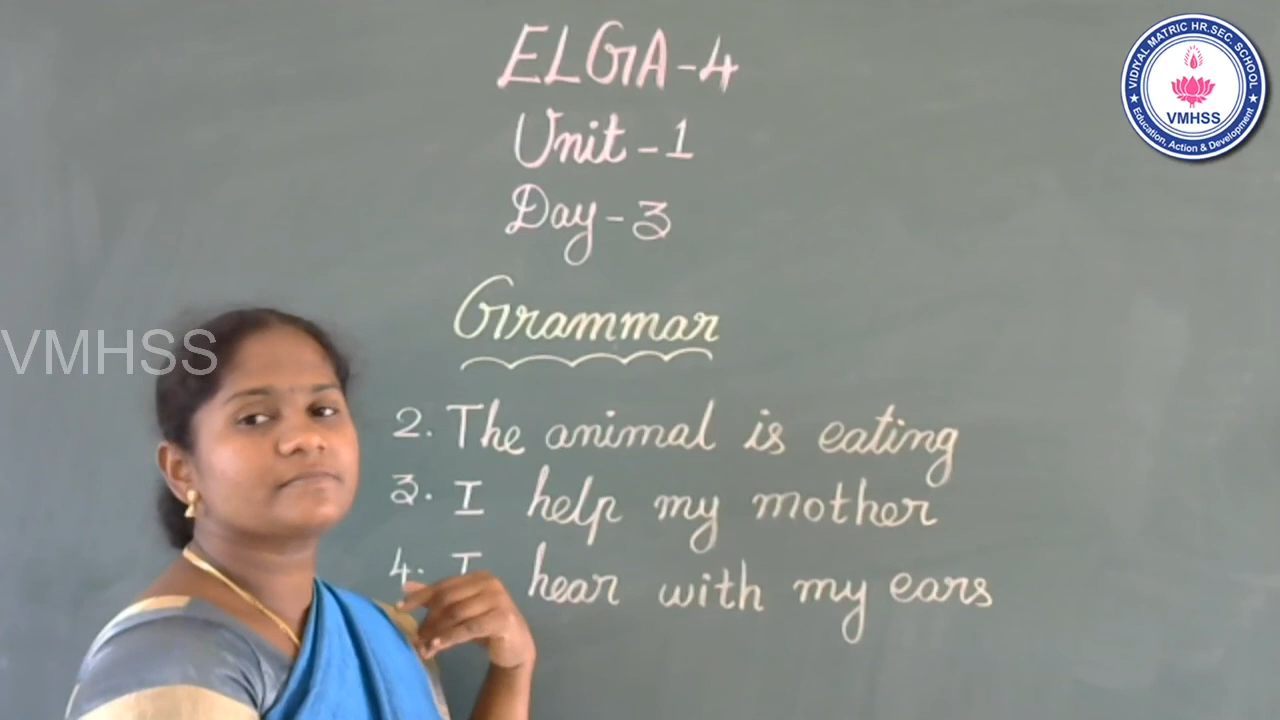 ELGA-4
Unit-1
Day-3
Grammar
2. The animal is eating
3. I help my mother
4. I hear with my ears
VMHSS
VIDIYAL MATRIC HR.SEC. SCHOOL
VMHSS
★ Education, Action & Development ★